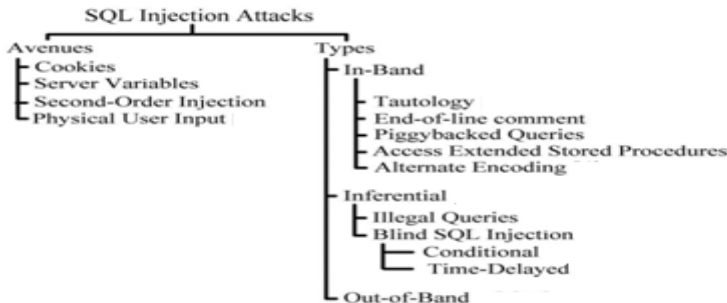 SQL Injection Attacks
Avenues
Cookies
Server Variables
Second-Order Injection
Physical User Input
Types
In-Band
Tautology
End-of-line comment
Piggybacked Queries
Access Extended Stored Procedures
Alternate Encoding
Inferential
Illegal Queries
Blind SQL Injection
Conditional
Time-Delayed
Out-of-Band